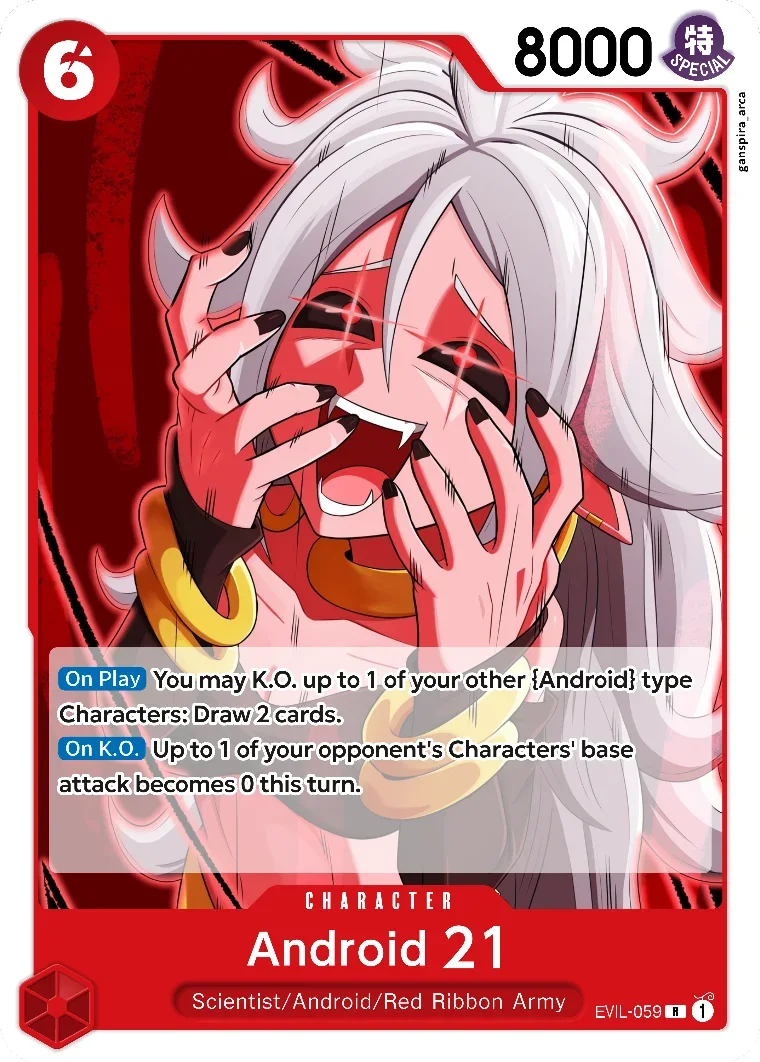 6
8000
特
SPECIAL
ganspira_arca
On Play You may K.O. up to 1 of your other {Android} type
Characters: Draw 2 cards.
On K.O. Up to 1 of your opponent's Characters' base
attack becomes 0 this turn.
CHARACTER
Android 21
Scientist/Android/Red Ribbon Army
EVIL-059 R 1